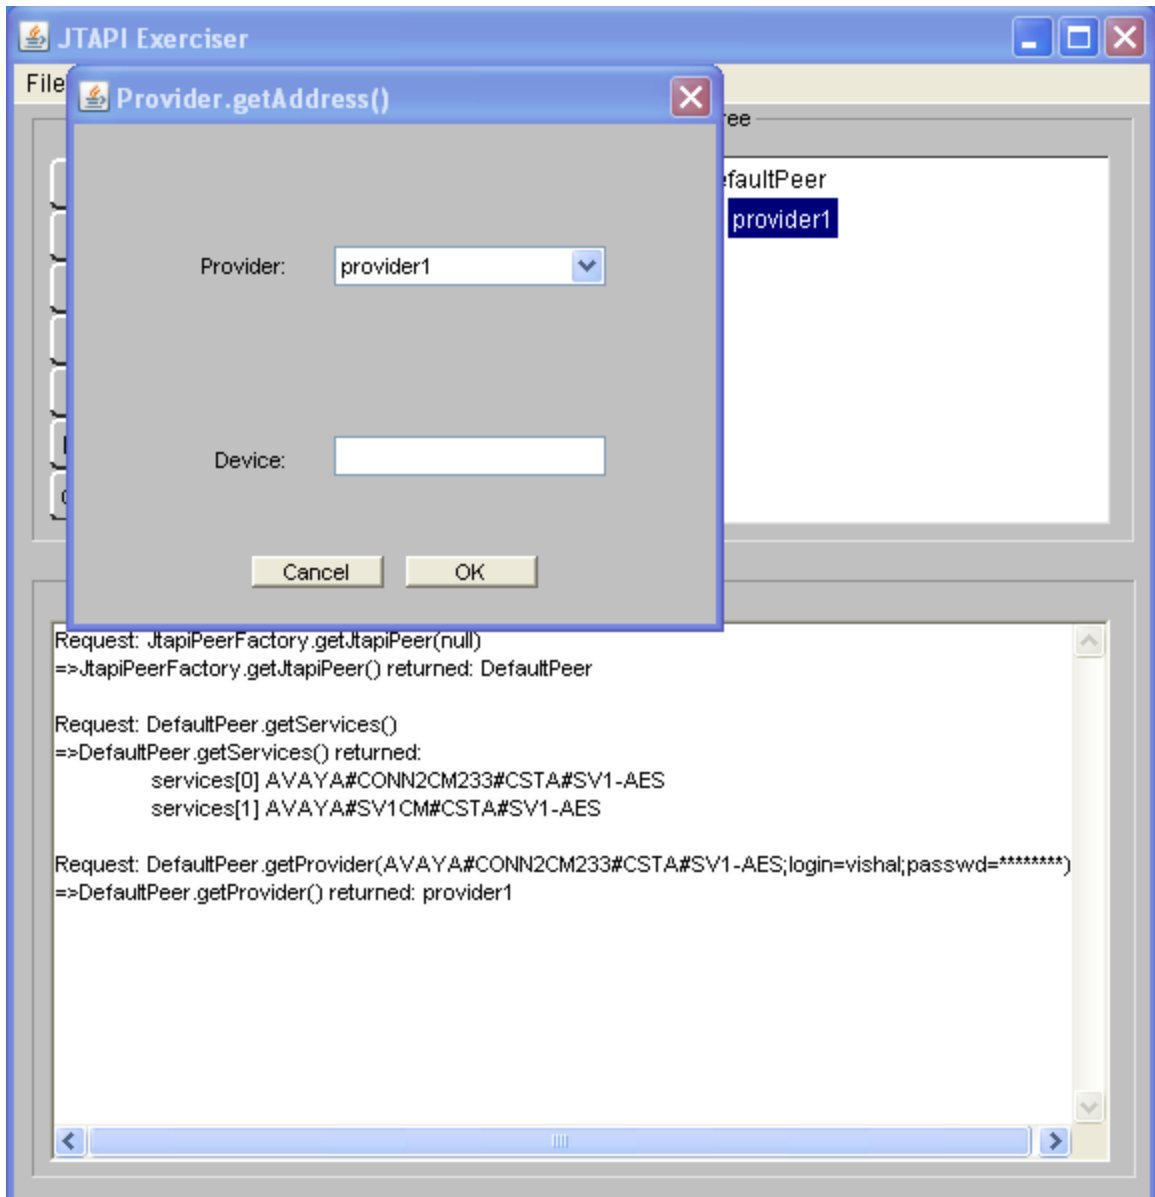 JTAPI Exerciser
File
Provider.getAddress()
ree
faultPeer
provider1
Provider: provider1
Device:
Cancel OK
Request: JtapiPeerFactory.getJtapiPeer(null)
=>JtapiPeerFactory.getJtapiPeer() returned: DefaultPeer
Request: DefaultPeer.getServices()
=>DefaultPeer.getServices() returned:
services[0] AVAYA#CONN2CM233#CSTA#SV1-AES
services[1] AVAYA#SV1CM#CSTA#SV1-AES
Request: DefaultPeer.getProvider(AVAYA#CONN2CM233#CSTA#SV1-AES;login=vishal;passwd=********)
=>DefaultPeer.getProvider() returned: provider1